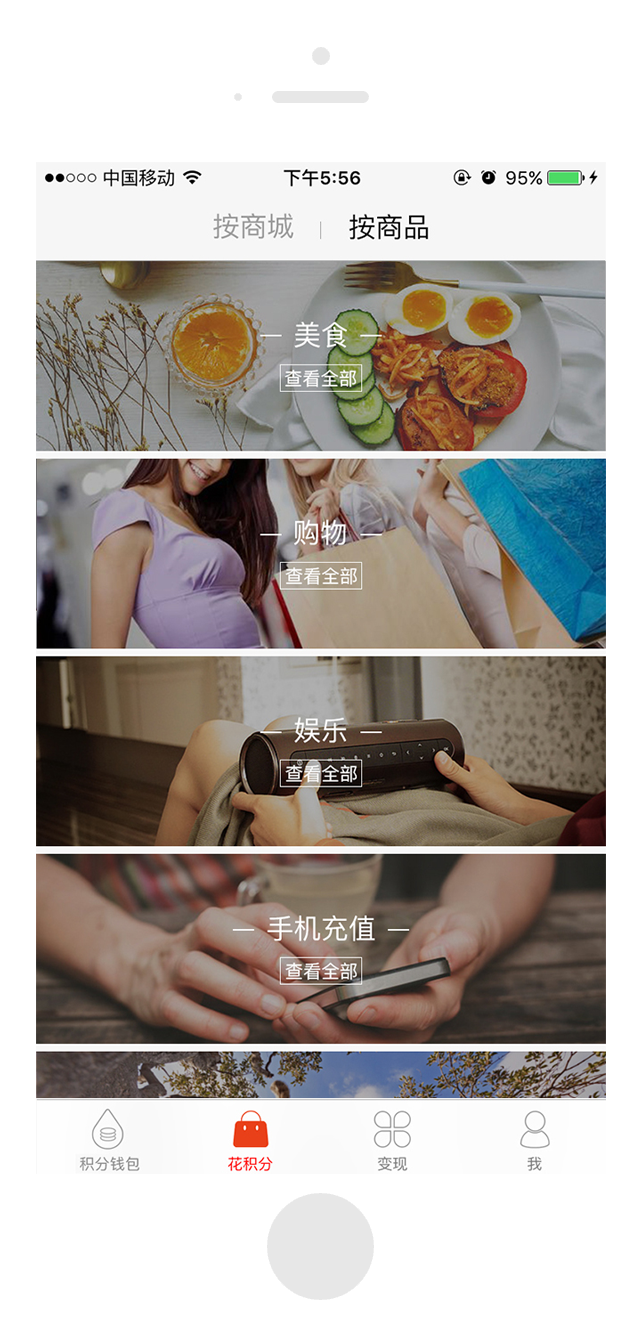 中国移动 下午5:56 95%
按商城 | 按商品
美食
查看全部
购物
查看全部
娱乐
查看全部
手机充值
查看全部
积分钱包 花积分 变现 我